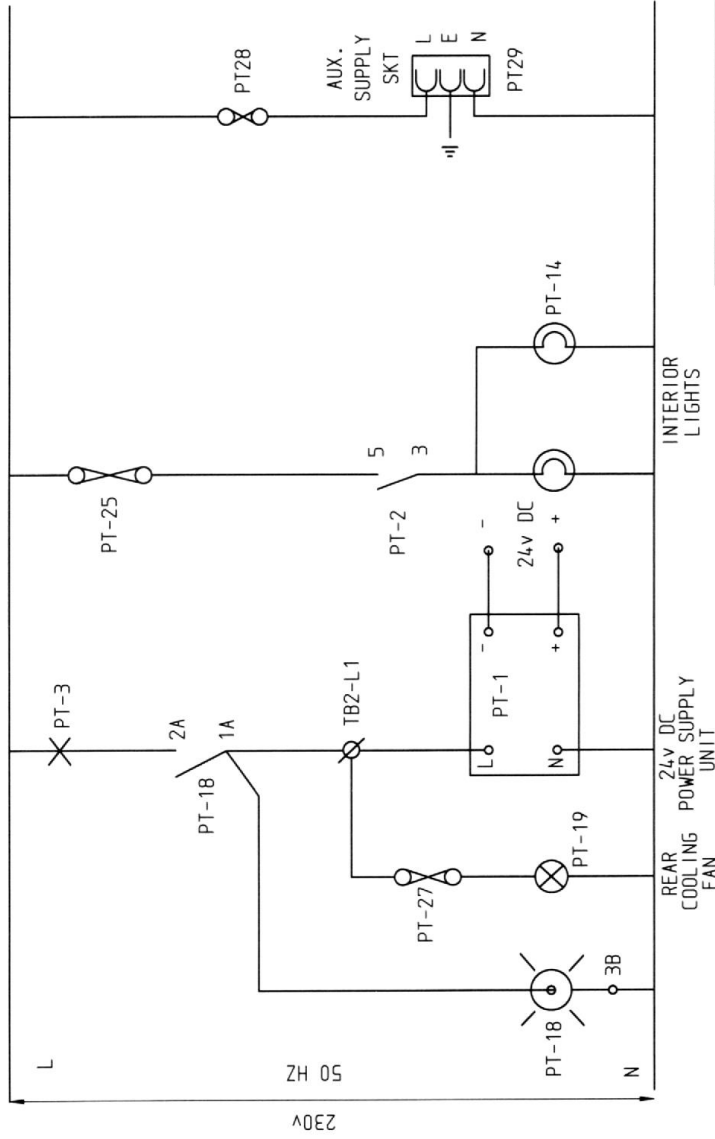 230v
50 HZ
L
N
PT-18
3B
PT-3
2A
1A
PT-18
TB2-L1
PT-27
PT-19
REAR
COOLING
FAN
L
N
PT-1
-
+
-
24v DC
+
24v DC
POWER SUPPLY
UNIT
PT-25
5
3
PT-2
PT-14
INTERIOR
LIGHTS
PT28
AUX.
SUPPLY
SKT
L
E
N
PT29